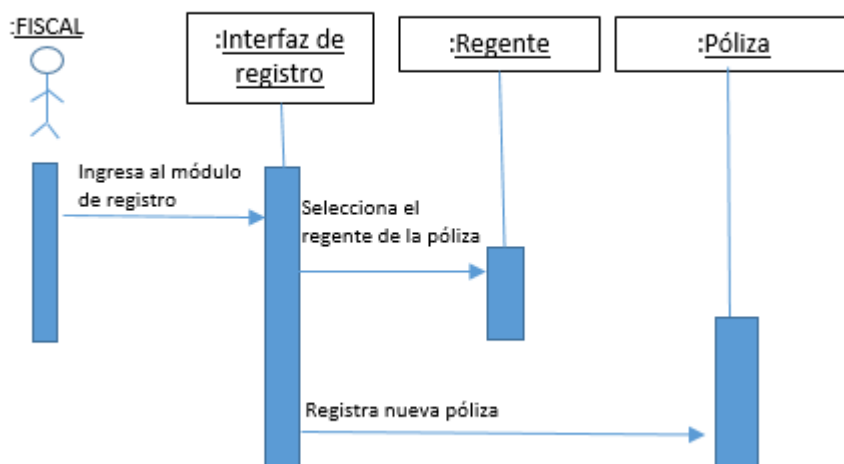 :FISCAL
:Interfaz de
registro
:Regente
:Póliza
Ingresa al módulo
de registro
Selecciona el
regente de la póliza
Registra nueva póliza